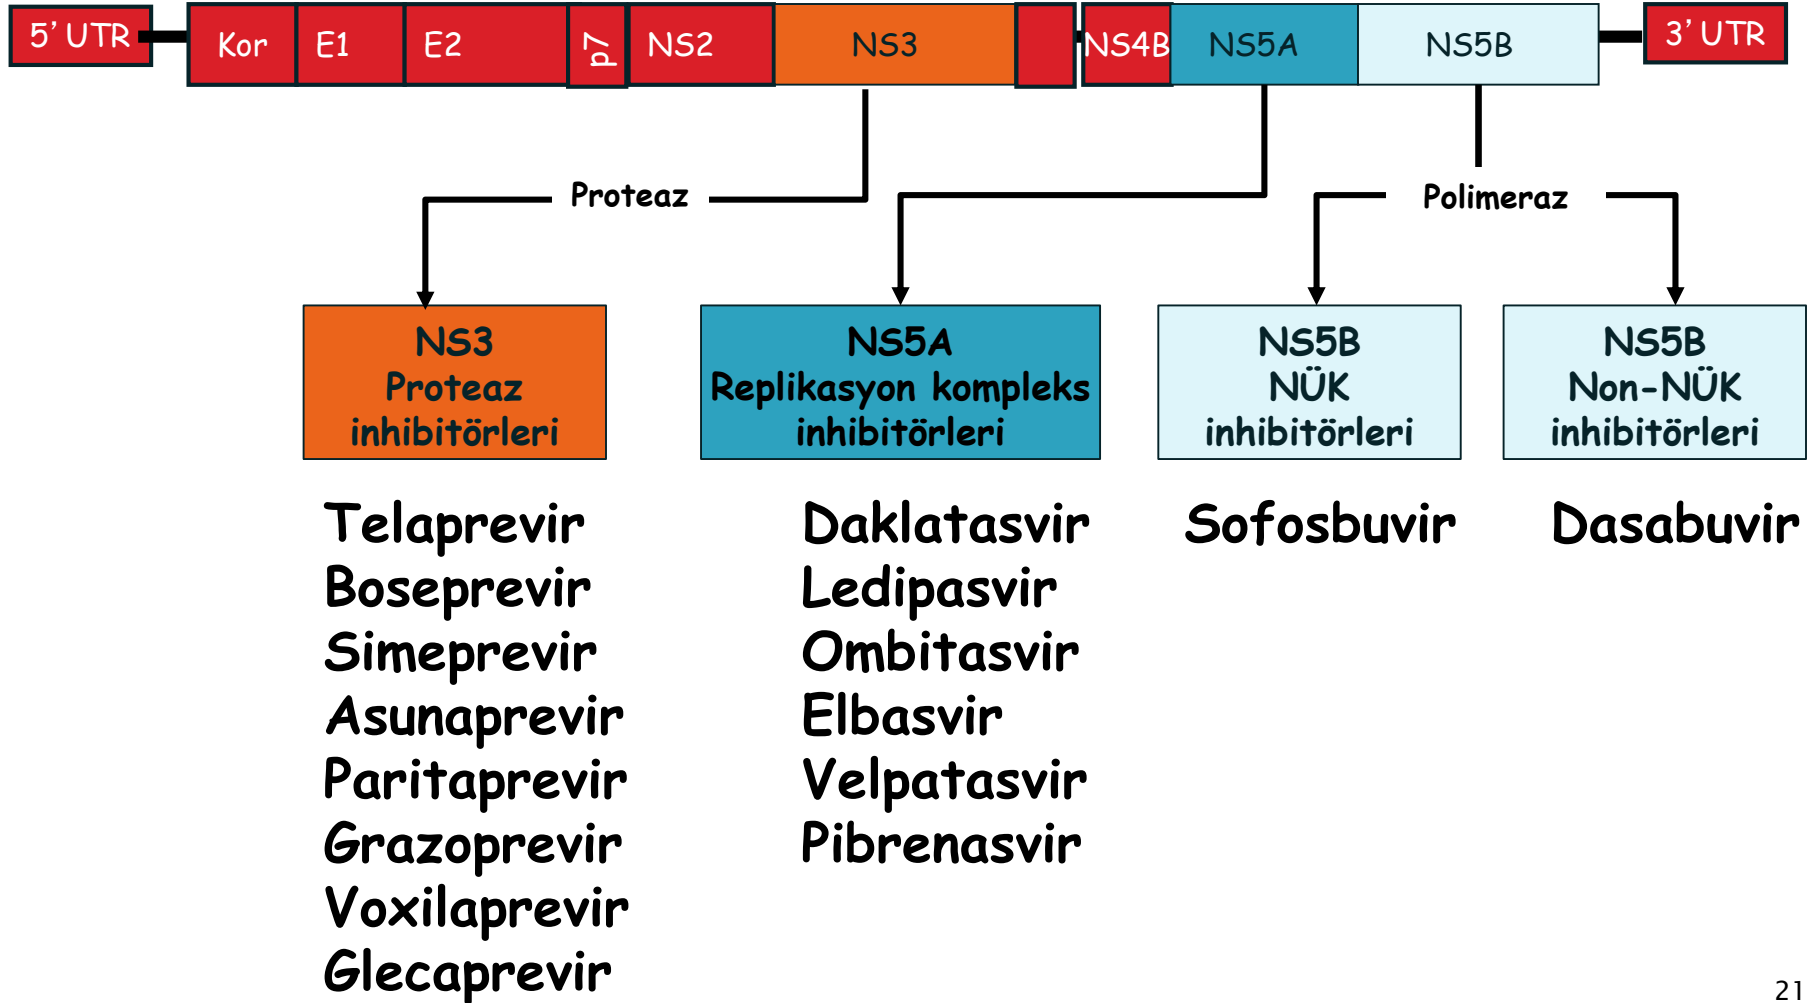 5' UTR
Kor
E1
E2
p7
NS2
NS3
NS4B
NS5A
NS5B
3' UTR
Proteaz
Polimeraz
NS3
Proteaz
inhibitörleri
NS5A
Replikasyon kompleks
inhibitörleri
NS5B
NÜK
inhibitörleri
NS5B
Non-NÜK
inhibitörleri
Telaprevir
Boseprevir
Simeprevir
Asunaprevir
Paritaprevir
Grazoprevir
Voxilaprevir
Glecaprevir
Daklatasvir
Ledipasvir
Ombitasvir
Elbasvir
Velpatasvir
Pibrenasvir
Sofosbuvir
Dasabuvir
21